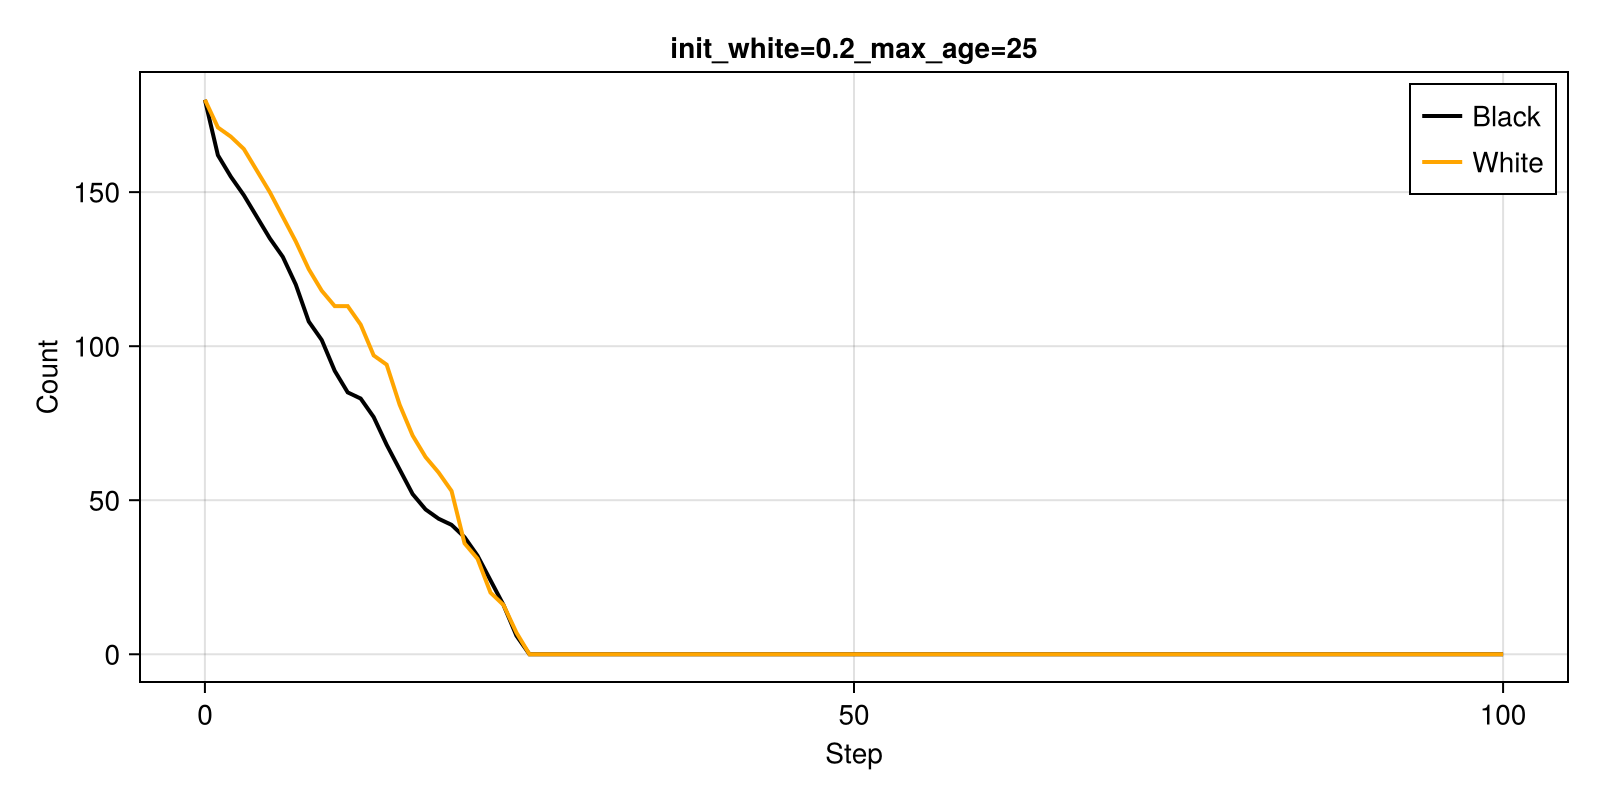 init_white=0.2_max_age=25
Black
White
150
100
50
0
Count
0
50
100
Step